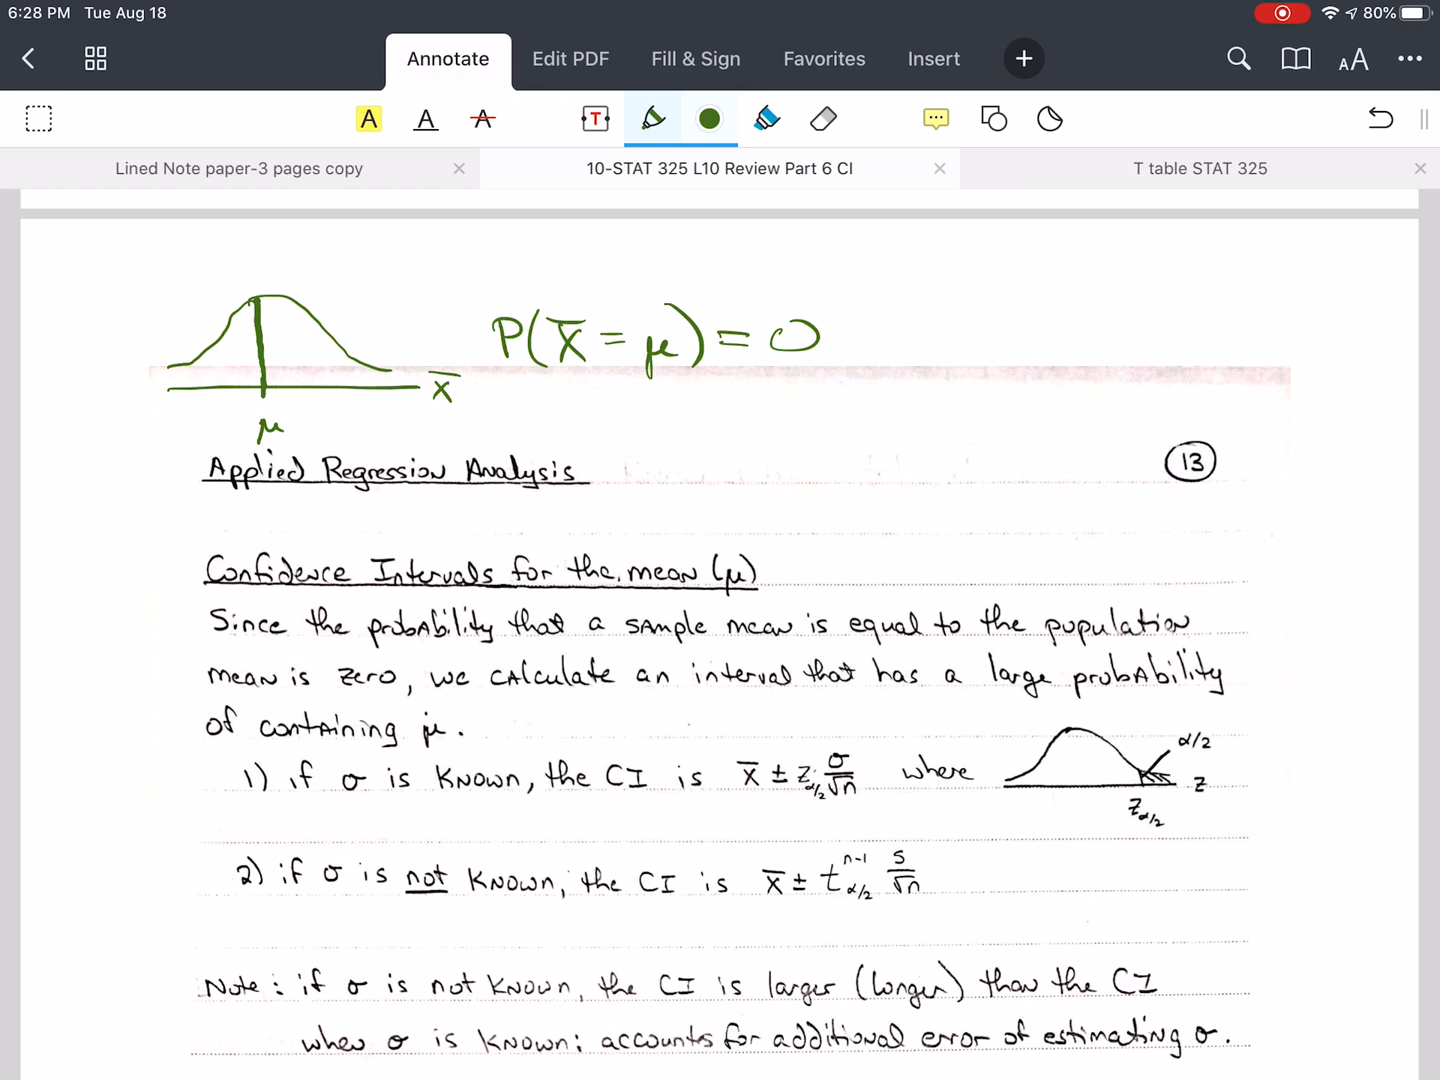 6:28 PM Tue Aug 18 80%
Annotate Edit PDF Fill & Sign Favorites Insert +
A A A T AA
Lined Note paper-3 pages copy × 10-STAT 325 L10 Review Part 6 CI × T table STAT 325 ×
P(X̅ = μ) = 0
X̅
μ
Applied Regression Analysis 13
Confidence Intervals for the mean (μ)
Since the probability that a sample mean is equal to the population
mean is zero, we calculate an interval that has a large probability
of containing μ.
1) if σ is known, the CI is X̅ ± Z_α/2 σ/√n where α/2 Z Z_α/2
2) if σ is not known, the CI is X̅ ± t^n-1_α/2 S/√n
Note: if σ is not known, the CI is larger (longer) than the CI
when σ is known; accounts for additional error of estimating σ.